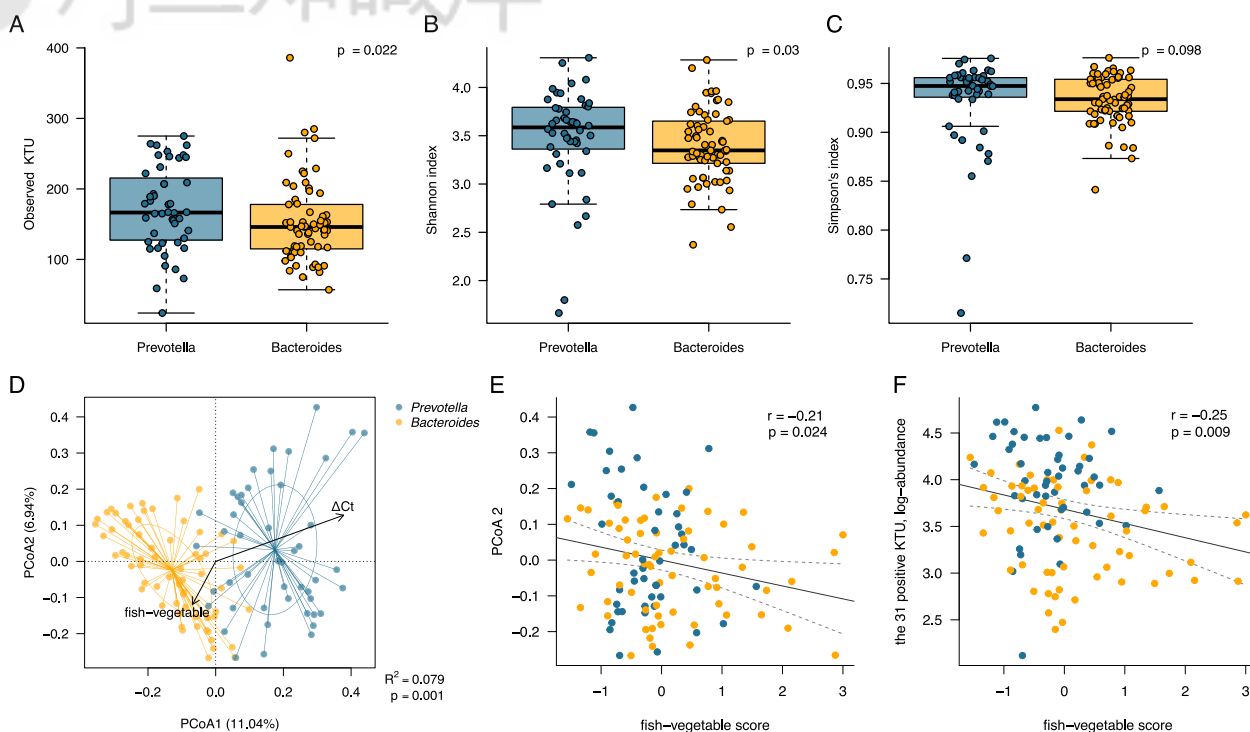 A
p = 0.022
Observed KTU
400
300
200
100
Prevotella
Bacteroides
B
p = 0.03
Shannon index
4.0
3.5
3.0
2.5
2.0
Prevotella
Bacteroides
C
p = 0.098
Simpson's index
0.95
0.90
0.85
0.80
0.75
Prevotella
Bacteroides
D
PCoA2 (6.94%)
0.4
0.3
0.2
0.1
0.0
−0.1
−0.2
ΔCt
fish−vegetable
Prevotella
Bacteroides
−0.2
0.0
0.2
0.4
PCoA1 (11.04%)
R2 = 0.079
p = 0.001
E
PCoA 2
0.4
0.3
0.2
0.1
0.0
−0.1
−0.2
r = −0.21
p = 0.024
−1
0
1
2
3
fish−vegetable score
F
the 31 positive KTU, log−abundance
4.5
4.0
3.5
3.0
2.5
r = −0.25
p = 0.009
−1
0
1
2
3
fish−vegetable score